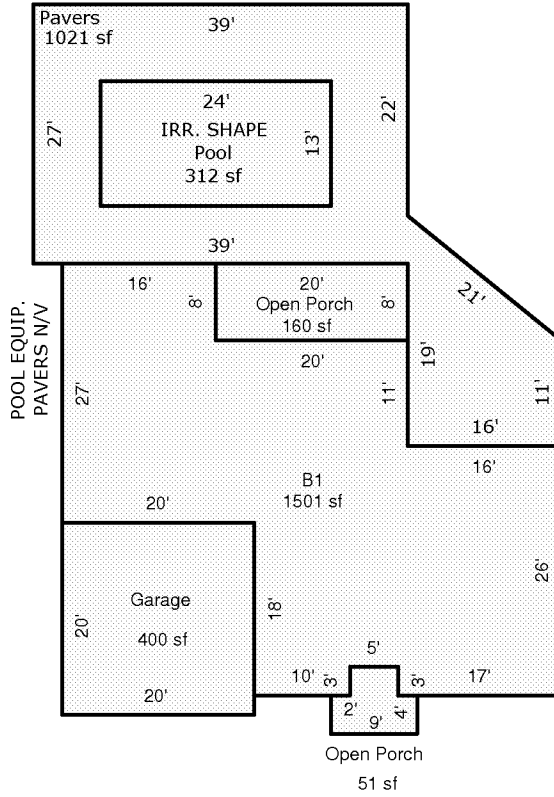 Pavers
1021 sf
39'
27'
22'
24'
IRR. SHAPE
Pool
312 sf
13'
39'
POOL EQUIP.
PAVERS N/V
16'
8'
20'
Open Porch
160 sf
8'
21'
20'
19'
27'
11'
11'
16'
16'
B1
1501 sf
20'
26'
Garage
400 sf
20'
18'
5'
10'
3'
3'
17'
20'
2'
9'
4'
Open Porch
51 sf